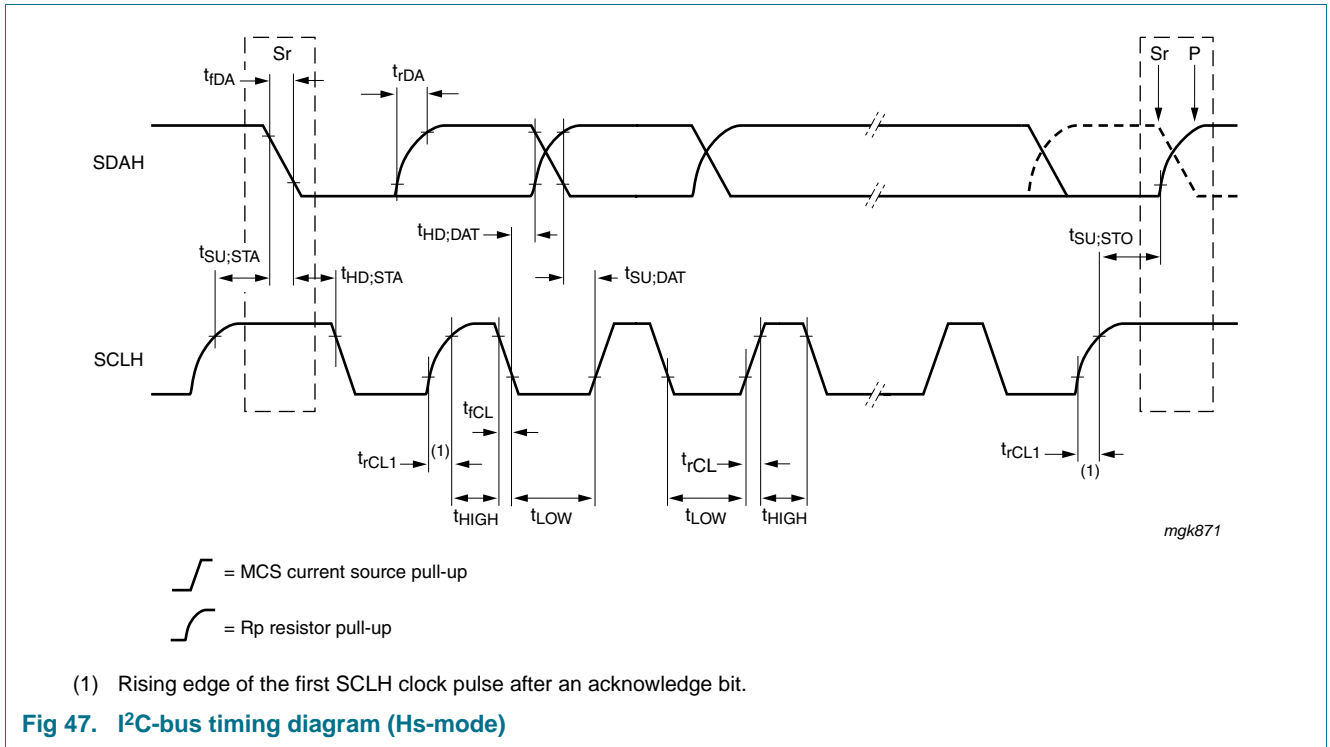 Sr
Sr P
tfDA
trDA
SDAH
tHD;DAT
tSU;STA
tHD;STA
tSU;DAT
tSU;STO
SCLH
tfCL
trCL1
(1)
trCL
trCL1
(1)
tHIGH
tLOW
tLOW
tHIGH
mgk871
= MCS current source pull-up
= Rp resistor pull-up
(1) Rising edge of the first SCLH clock pulse after an acknowledge bit.
Fig 47. I²C-bus timing diagram (Hs-mode)